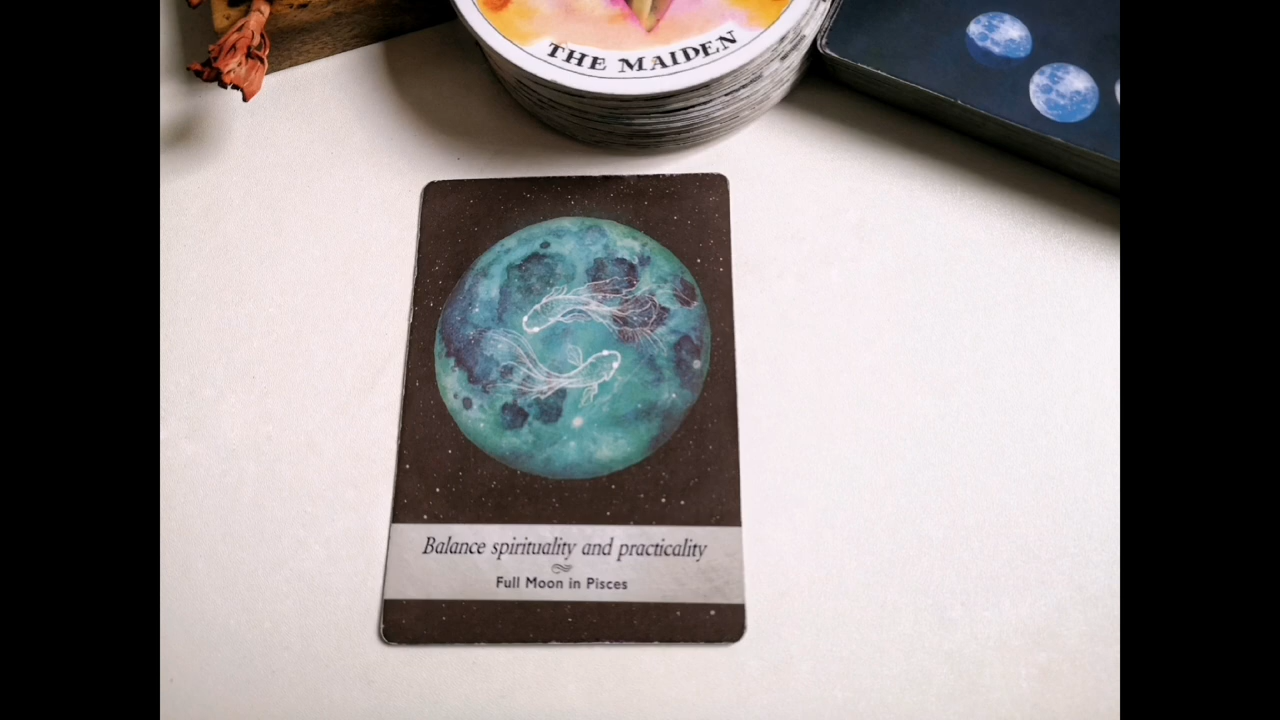 THE MAIDEN
Balance spirituality and practicality
Full Moon in Pisces